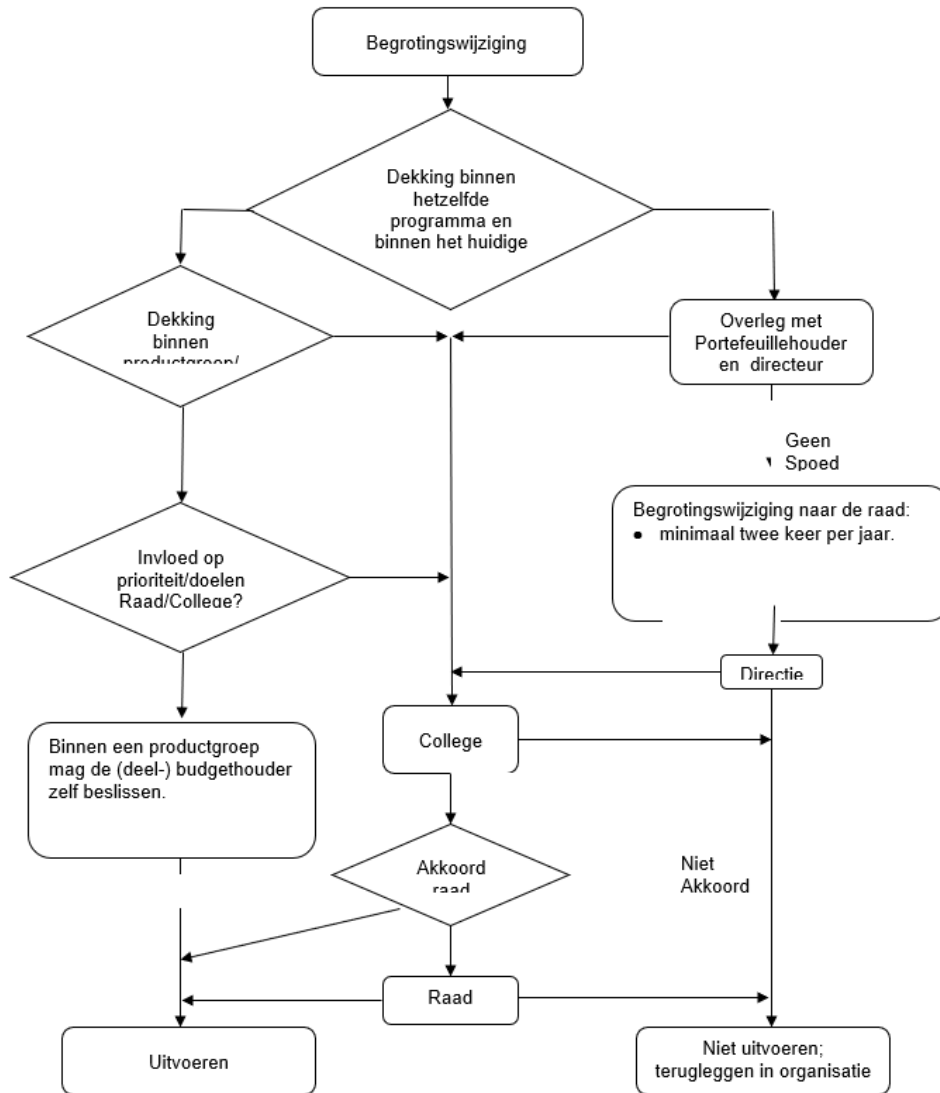 Begrotingswijziging
Dekking binnen
hetzelfde
programma en
binnen het huidige
Dekking
binnen
productgroep/
Overleg met
Portefeuillehouder
en directeur
Geen
Spoed
Begrotingswijziging naar de raad:
• minimaal twee keer per jaar.
Invloed op
prioriteit/doelen
Raad/College?
Directie
College
Binnen een productgroep
mag de (deel-) budgethouder
zelf beslissen.
Akkoord
raad
Niet
Akkoord
Raad
Uitvoeren
Niet uitvoeren;
terugleggen in organisatie